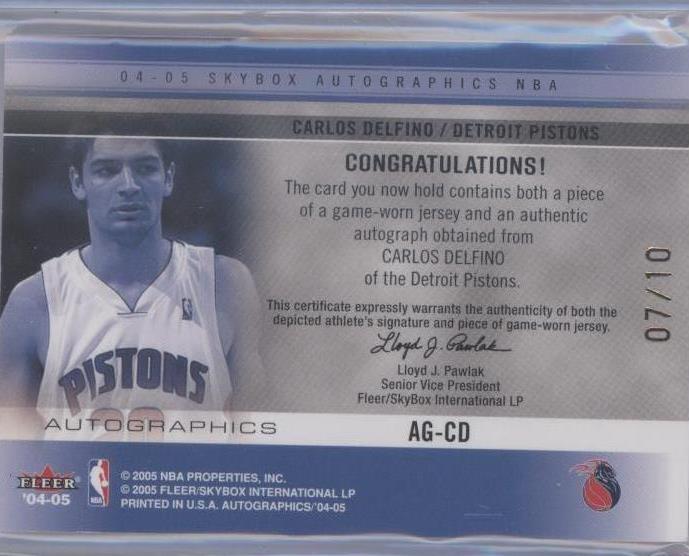 04-05 SKYBOX AUTOGRAPHICS NBA
CARLOS DELFINO / DETROIT PISTONS
CONGRATULATIONS!
The card you now hold contains both a piece
of a game-worn jersey and an authentic
autograph obtained from
CARLOS DELFINO
of the Detroit Pistons.
This certificate expressly warrants the authenticity of both the
depicted athlete's signature and piece of game-worn jersey.
Lloyd J. Pawlak
Lloyd J. Pawlak
Senior Vice President
Fleer/SkyBox International LP
07/10
PISTONS
AUTOGRAPHICS
AG-CD
FLEER
'04-05
NBA
© 2005 NBA PROPERTIES, INC.
© 2005 FLEER/SKYBOX INTERNATIONAL LP
PRINTED IN U.S.A. AUTOGRAPHICS/'04-05